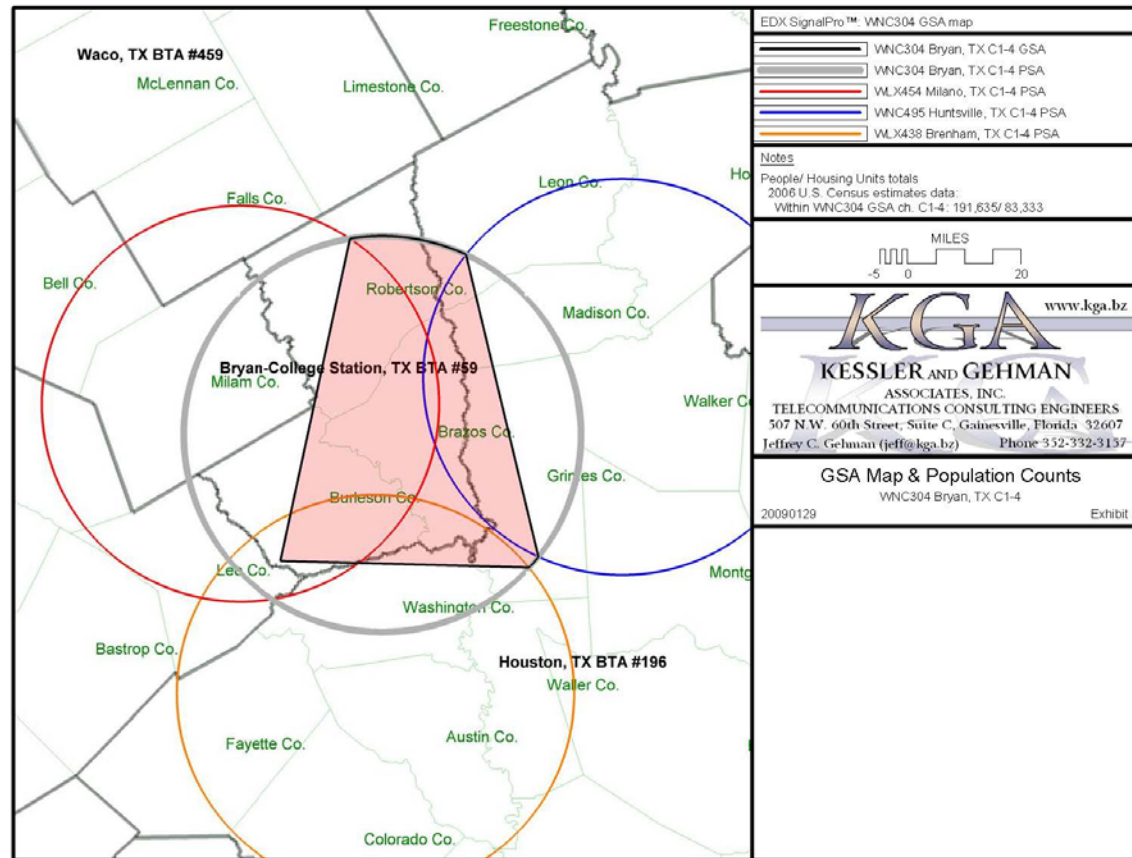 Freestone Co.
Waco, TX BTA #459
McLennan Co.
Limestone Co.
Leon Co.
Falls Co.
Bell Co.
Robertson Co.
Madison Co.
Bryan-College Station, TX BTA #59
Milam Co.
Walker Co
Brazos Co.
Grimes Co.
Burleson Co.
Lee Co.
Washington Co.
Bastrop Co.
Houston, TX BTA #196
Waller Co.
Fayette Co.
Austin Co.
Colorado Co.
Ho
Montg
EDX SignalPro™: WNC304 GSA map
WNC304 Bryan, TX C1-4 GSA
WNC304 Bryan, TX C1-4 PSA
WLX454 Milano, TX C1-4 PSA
WNC495 Huntsville, TX C1-4 PSA
WLX438 Brenham, TX C1-4 PSA
Notes
People/ Housing Units totals
2006 U.S. Census estimates data:
Within WNC304 GSA ch. C1-4: 191,635/ 83,333
MILES
-5 0 20
KGA www.kga.bz
KESSLER AND GEHMAN
ASSOCIATES, INC.
TELECOMMUNICATIONS CONSULTING ENGINEERS
507 N.W. 60th Street, Suite C, Gainesville, Florida 32607
Jeffrey C. Gehman (jeff@kga.bz) Phone 352-332-3157
GSA Map & Population Counts
WNC304 Bryan, TX C1-4
20090129 Exhibit